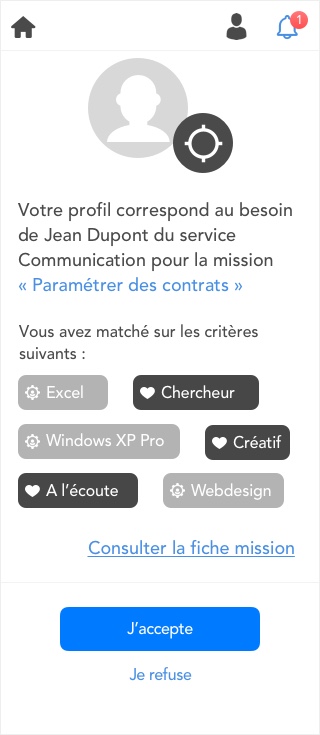 1
Votre profil correspond au besoin
de Jean Dupont du service
Communication pour la mission
« Paramétrer des contrats »
Vous avez matché sur les critères
suivants :
Excel
Chercheur
Windows XP Pro
Créatif
A l’écoute
Webdesign
Consulter la fiche mission
J’accepte
Je refuse